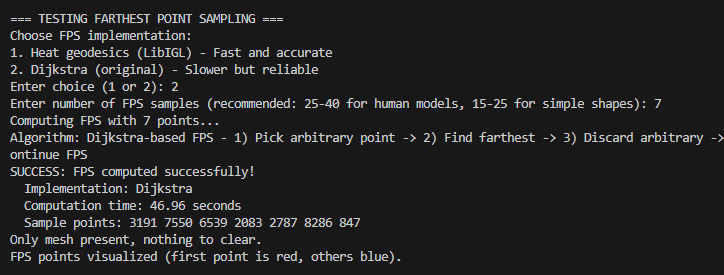 === TESTING FARTHEST POINT SAMPLING ===
Choose FPS implementation:
1. Heat geodesics (LibIGL) - Fast and accurate
2. Dijkstra (original) - Slower but reliable
Enter choice (1 or 2): 2
Enter number of FPS samples (recommended: 25-40 for human models, 15-25 for simple shapes): 7
Computing FPS with 7 points...
Algorithm: Dijkstra-based FPS - 1) Pick arbitrary point -> 2) Find farthest -> 3) Discard arbitrary ->
ontinue FPS
SUCCESS: FPS computed successfully!
  Implementation: Dijkstra
  Computation time: 46.96 seconds
  Sample points: 3191 7550 6539 2083 2787 8286 847
Only mesh present, nothing to clear.
FPS points visualized (first point is red, others blue).